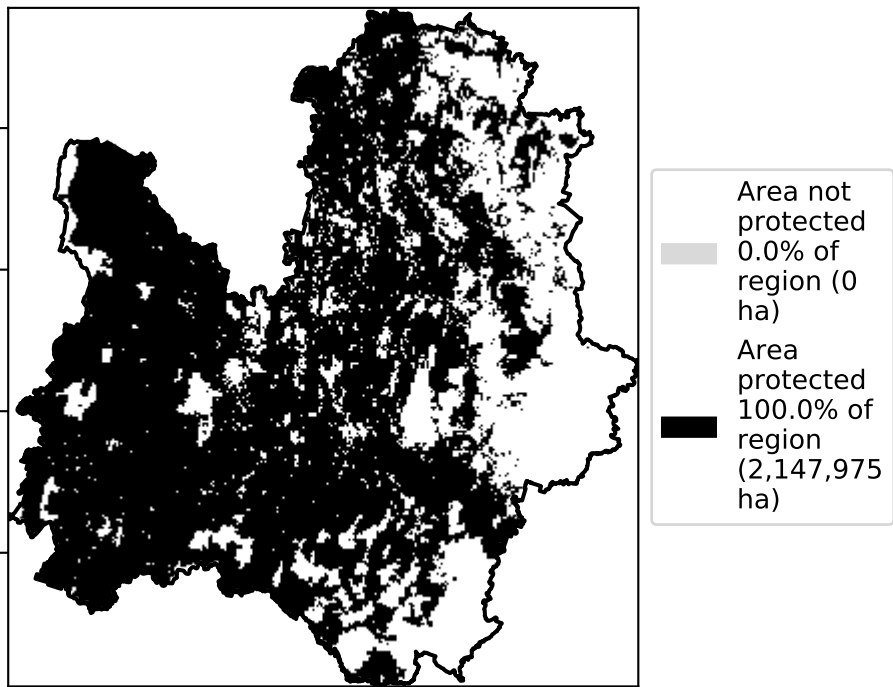 Area not
protected
0.0% of
region (0
ha)
Area
protected
100.0% of
region
(2,147,975
ha)